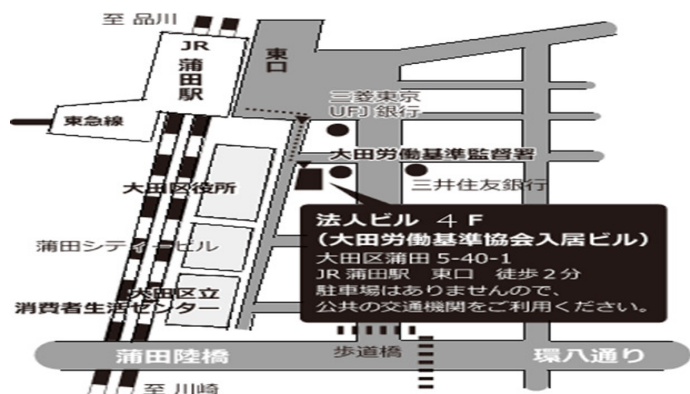 至 品川
JR
蒲田駅
東口
東急線
三菱東京
UFJ 銀行
大田労働基準監督署
三井住友銀行
大田区役所
蒲田シティービル
大田区立
消費者生活センター
法人ビル 4F
(大田労働基準協会入居ビル)
大田区蒲田 5-40-1
JR 蒲田駅 東口 徒歩2分
駐車場はありませんので、
公共の交通機関をご利用ください。
蒲田陸橋
歩道橋
環八通り
至 川崎